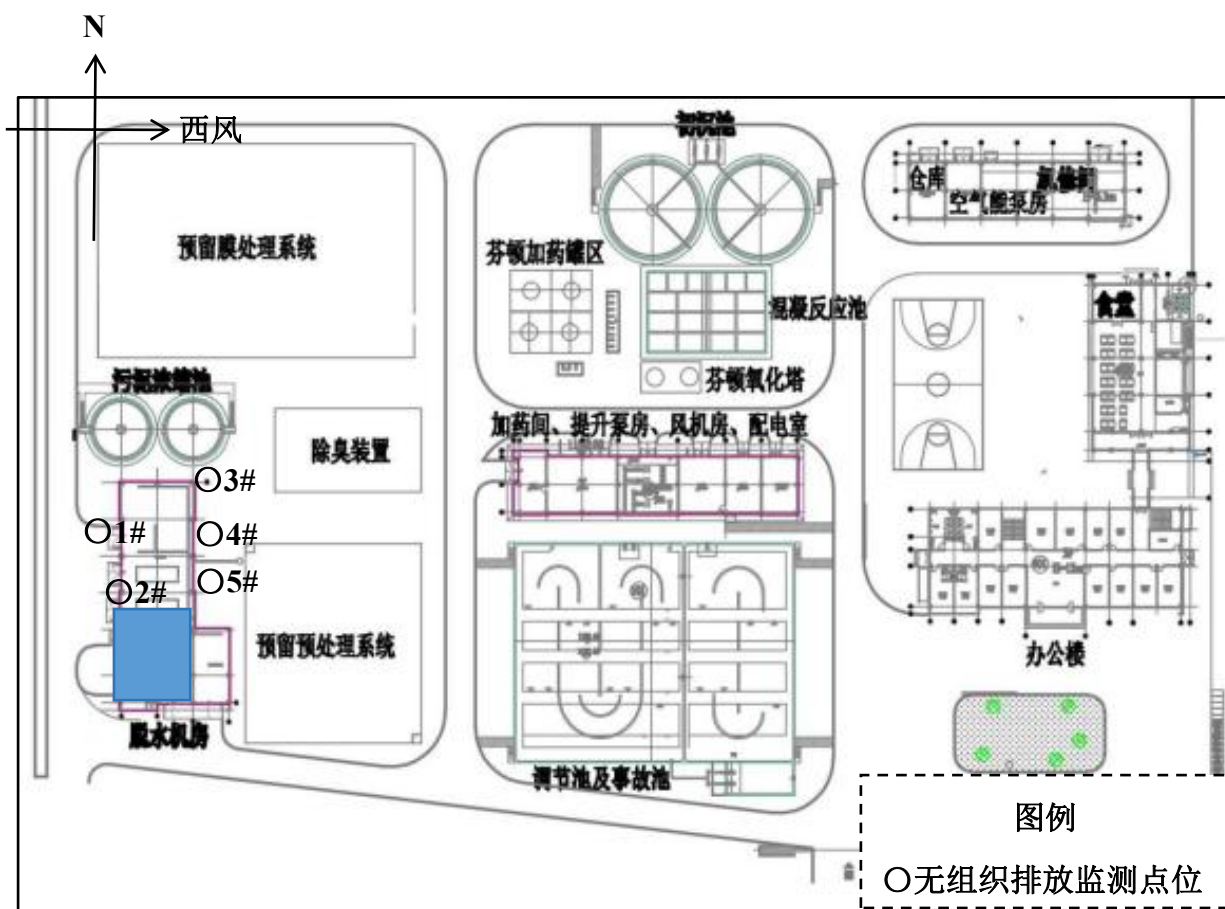 N
西风
初沉池
仓库
空气能泵房
预留膜处理系统
芬顿加药罐区
混凝反应池
食堂
芬顿氧化塔
污泥浓缩池
加药间、提升泵房、风机房、配电室
除臭装置
○3#
○1#
○4#
○5#
○2#
预留预处理系统
办公楼
脱水机房
调节池及事故池
图例
○无组织排放监测点位